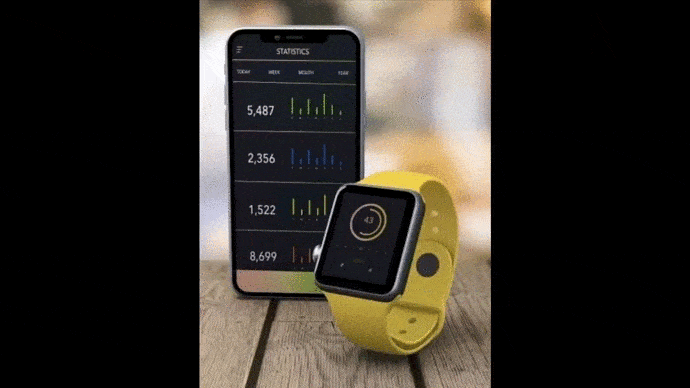 STATISTICS
TODAY WEEK MONTH YEAR
5,487
2,356
1,522
8,699
43